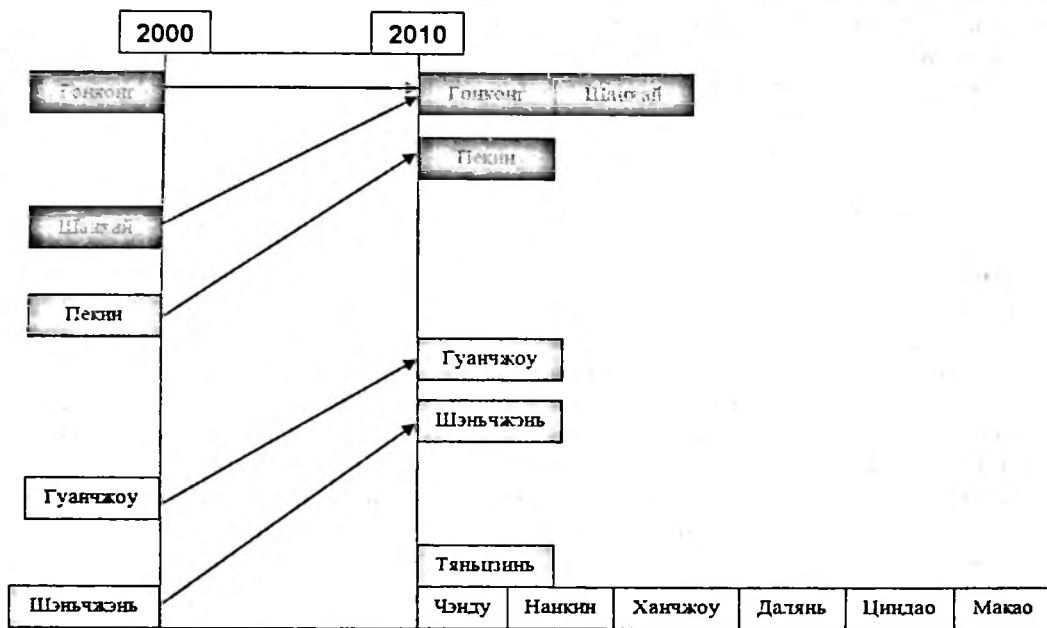 2000 2010
Гонконг Гонконг Шанхай
Пекин
Шанхай
Пекин
Гуанчжоу
Шэньчжэнь
Гуанчжоу
Тяньцзинь
Шэньчжэнь Чэнду Нанкин Ханчжоу Далянь Циндао Макао